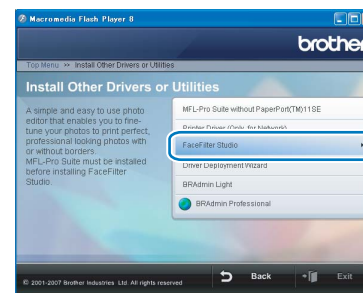 Macromedia Flash Player 8
brother
Top Menu >> Install Other Drivers or Utilities
Install Other Drivers or Utilities
A simple and easy to use photo
editor that enables you to fine-
tune your photos to print perfect,
professional looking photos with
or without borders.
MFL-Pro Suite must be installed
before installing FaceFilter
Studio.
MFL-Pro Suite without PaperPort(TM)11SE
Printer Driver (Only for Network)
FaceFilter Studio
Driver Deployment Wizard
BRAdmin Light
BRAdmin Professional
© 2001-2007 Brother Industries Ltd. All rights reserved
Back
Exit